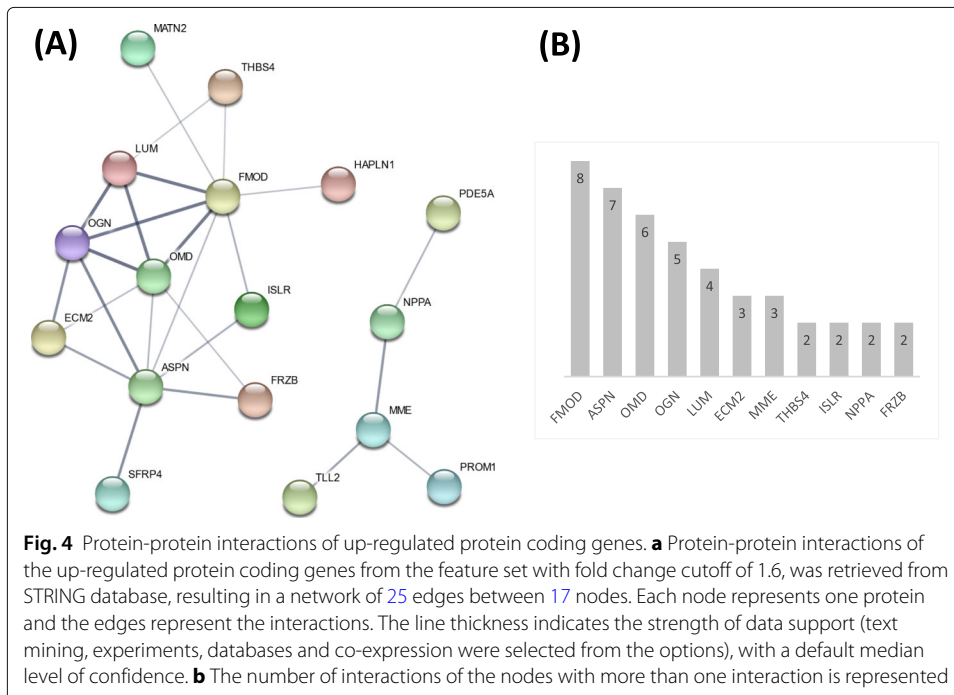 (A)
MATN2
THBS4
LUM
FMOD
HAPLN1
OGN
OMD
ISLR
ECM2
ASPN
FRZB
SFRP4
PDE5A
NPPA
MME
TLL2
PROM1
(B)
8
7
6
5
4
3
3
2
2
2
2
FMOD
ASPN
OMD
OGN
LUM
ECM2
MME
THBS4
ISLR
NPPA
FRZB
Fig. 4 Protein-protein interactions of up-regulated protein coding genes. a Protein-protein interactions of
the up-regulated protein coding genes from the feature set with fold change cutoff of 1.6, was retrieved from
STRING database, resulting in a network of 25 edges between 17 nodes. Each node represents one protein
and the edges represent the interactions. The line thickness indicates the strength of data support (text
mining, experiments, databases and co-expression were selected from the options), with a default median
level of confidence. b The number of interactions of the nodes with more than one interaction is represented